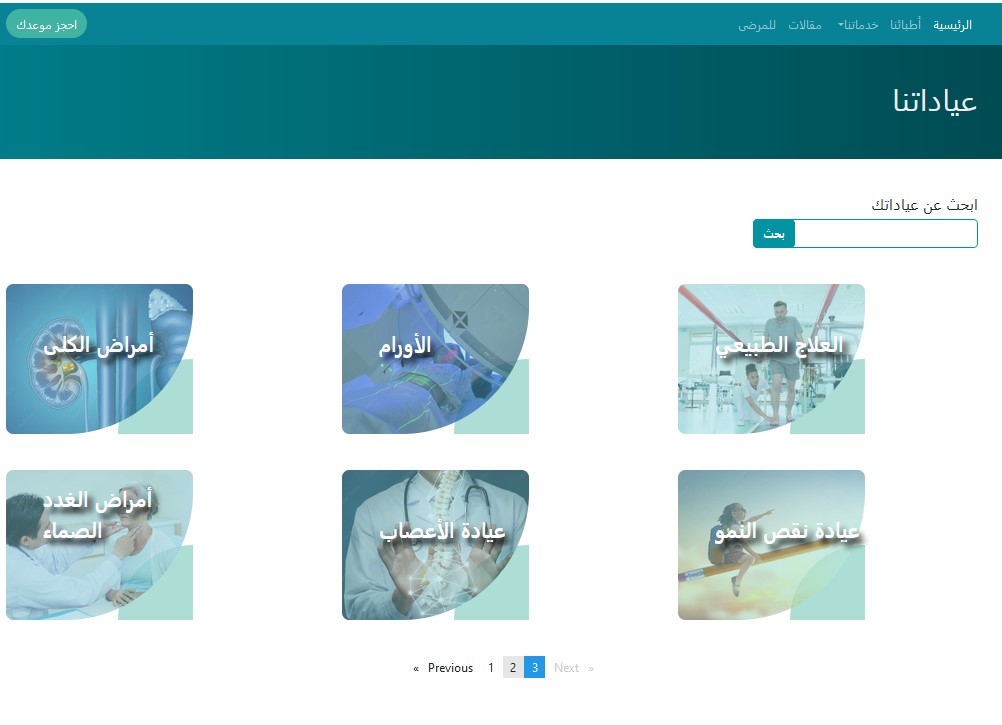 الرئيسية أطبائنا خدماتنا مقالات للمرضى احجز موعدك
عياداتنا
ابحث عن عياداتك
بحث
العلاج الطبيعي
الأورام
أمراض الكلى
عيادة نقص النمو
عيادة الأعصاب
أمراض الغدد
الصماء
« Previous 1 2 3 Next »